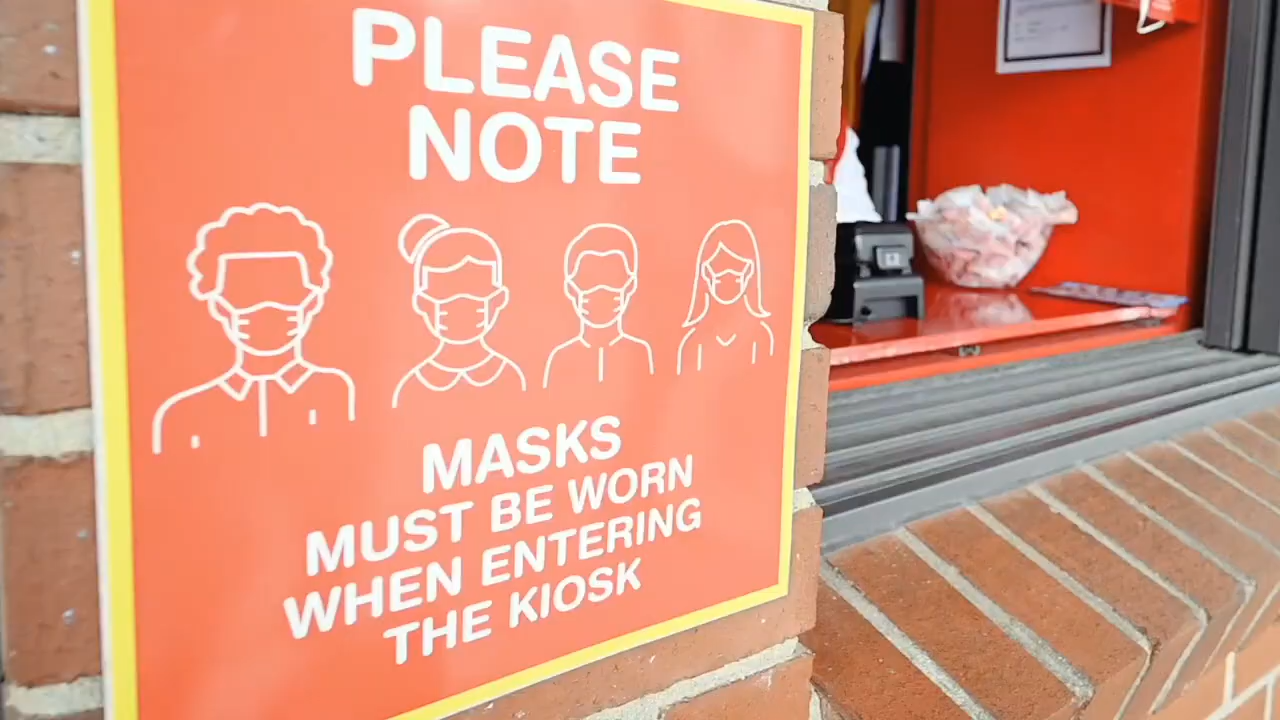 PLEASE
NOTE
MASKS
MUST BE WORN
WHEN ENTERING
THE KIOSK